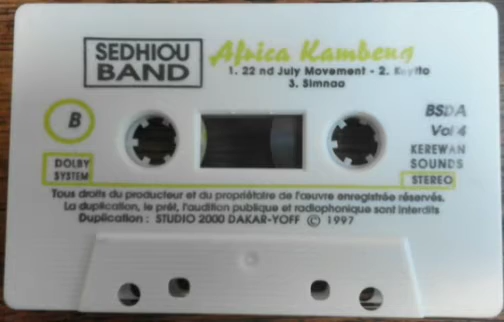 SEDHIOU BAND
Africa Kambeng
1. 22 nd July Movement - 2.
3. Simnaa
B
BSDA
Vol 4
DOLBY SYSTEM
KEREWAN SOUNDS
STEREO
Tous droits du producteur et du propriétaire de l'œuvre enregistrée réservés.
La duplication, le prêt, l'audition publique et radiophonique sont interdits
Duplication : STUDIO 2000 DAKAR-YOFF © 1997